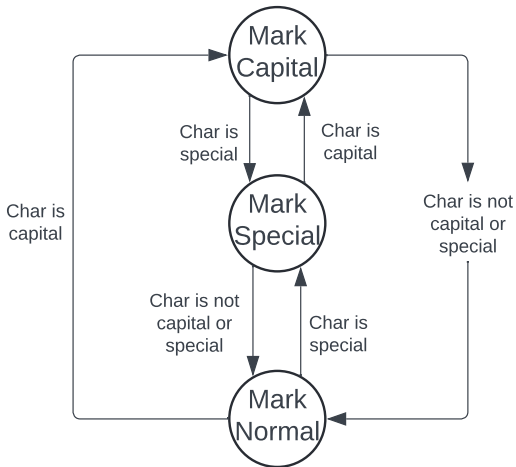 Mark
Capital
Char is
special
Char is
capital
Char is
capital
Mark
Special
Char is not
capital or
special
Char is not
capital or
special
Char is
special
Mark
Normal